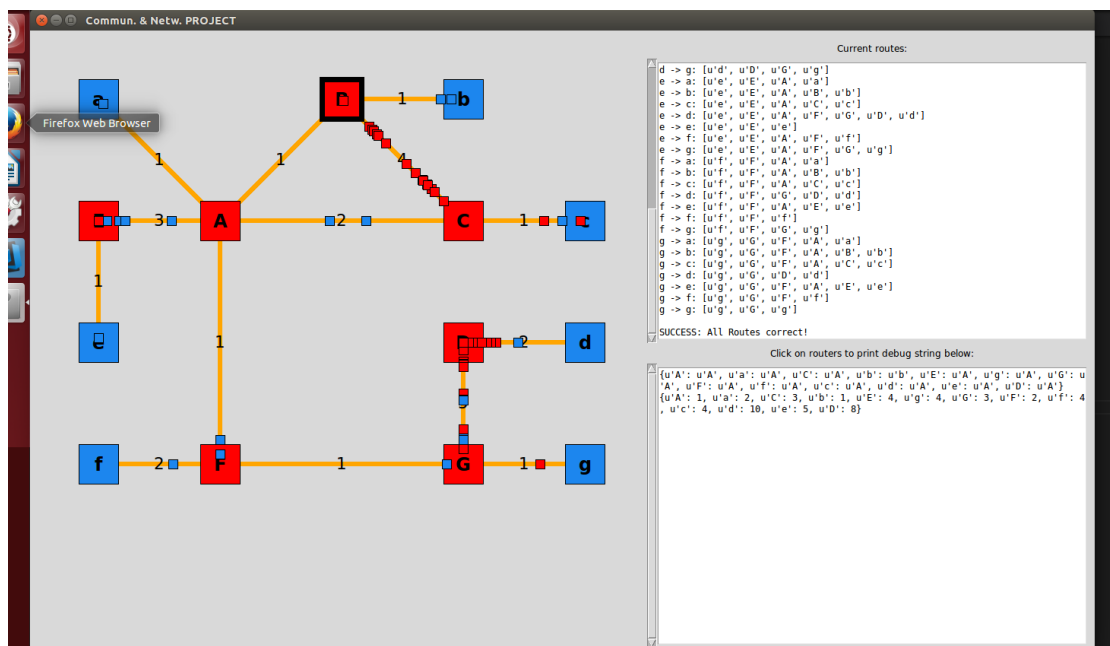 Commun. & Netw. PROJECT
Current routes:
d -> g: [u'd', u'D', u'G', u'g']
e -> a: [u'e', u'E', u'A', u'a']
e -> b: [u'e', u'E', u'A', u'B', u'b']
e -> c: [u'e', u'E', u'A', u'C', u'c']
e -> d: [u'e', u'E', u'A', u'F', u'G', u'D', u'd']
e -> e: [u'e', u'E', u'e']
e -> f: [u'e', u'E', u'A', u'F', u'f']
e -> g: [u'e', u'E', u'A', u'F', u'G', u'g']
f -> a: [u'f', u'F', u'A', u'a']
f -> b: [u'f', u'F', u'A', u'B', u'b']
f -> c: [u'f', u'F', u'A', u'C', u'c']
f -> d: [u'f', u'F', u'G', u'D', u'd']
f -> e: [u'f', u'F', u'A', u'E', u'e']
f -> f: [u'f', u'F', u'f']
f -> g: [u'f', u'F', u'G', u'g']
g -> a: [u'g', u'G', u'F', u'A', u'a']
g -> b: [u'g', u'G', u'F', u'A', u'B', u'b']
g -> c: [u'g', u'G', u'F', u'A', u'C', u'c']
g -> d: [u'g', u'G', u'D', u'd']
g -> e: [u'g', u'G', u'F', u'A', u'E', u'e']
g -> f: [u'g', u'G', u'F', u'f']
g -> g: [u'g', u'G', u'g']
SUCCESS: All Routes correct!
Click on routers to print debug string below:
{u'A': u'A', u'a': u'A', u'C': u'A', u'b': u'b', u'E': u'A', u'g': u'A', u'G': u
'A', u'F': u'A', u'f': u'A', u'c': u'A', u'd': u'A', u'e': u'A', u'D': u'A'}
{u'A': 1, u'a': 2, u'C': 3, u'b': 1, u'E': 4, u'g': 4, u'G': 3, u'F': 2, u'f': 4
, u'c': 4, u'd': 10, u'e': 5, u'D': 8}
a 1 b
Firefox Web Browser
1 1 4
3 A 2 C 1 c
1
e 1 2 d
f 2 F 1 G 1 g